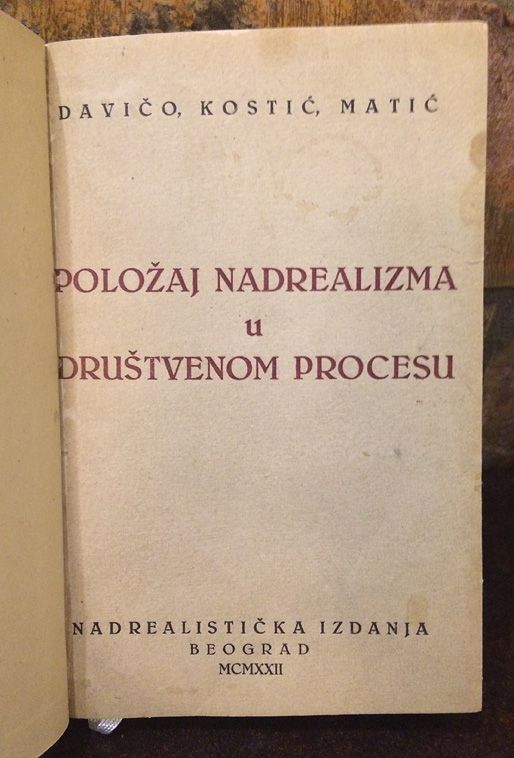 DAVIČO, KOSTIĆ, MATIĆ
POLOŽAJ NADREALIZMA
u
DRUŠTVENOM PROCESU
NADREALISTIČKA IZDANJA
BEOGRAD
MCMXXII